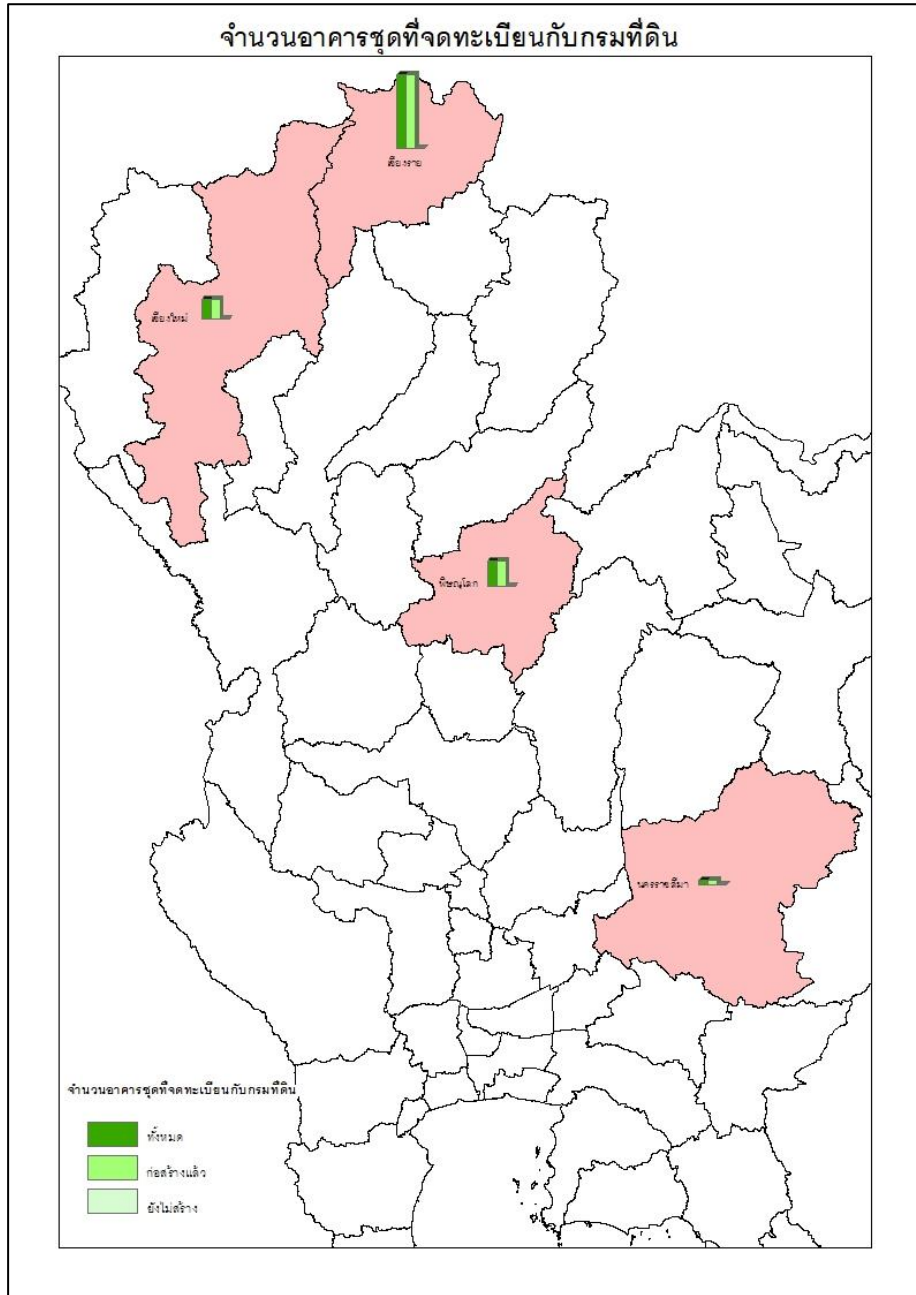 จำนวนอาคารชุดที่จดทะเบียนกับกรมที่ดิน
เชียงราย
เชียงใหม่
พิษณุโลก
นครราชสีมา
จำนวนอาคารชุดที่จดทะเบียนกับกรมที่ดิน
ทั้งหมด
ก่อสร้างแล้ว
ยังไม่สร้าง